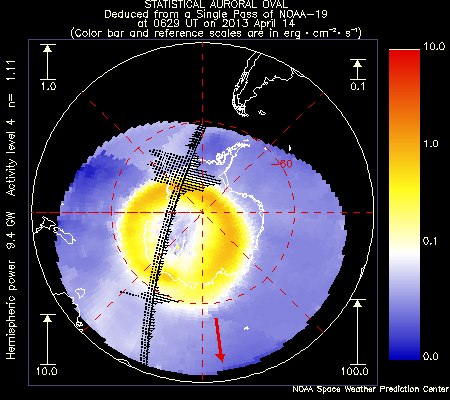 STATISTICAL AURORAL OVAL
Deduced from a Single Pass of NOAA-19
at 0629 UT on 2013 April 14
(Color bar and reference scales are in erg·cm⁻²·s⁻¹)
Hemispheric power 9.4 GW Activity level 4 n= 1.11
1.0
0.1
10.0
100.0
-60
10.0
1.0
0.1
0.0
NOAA Space Weather Prediction Center